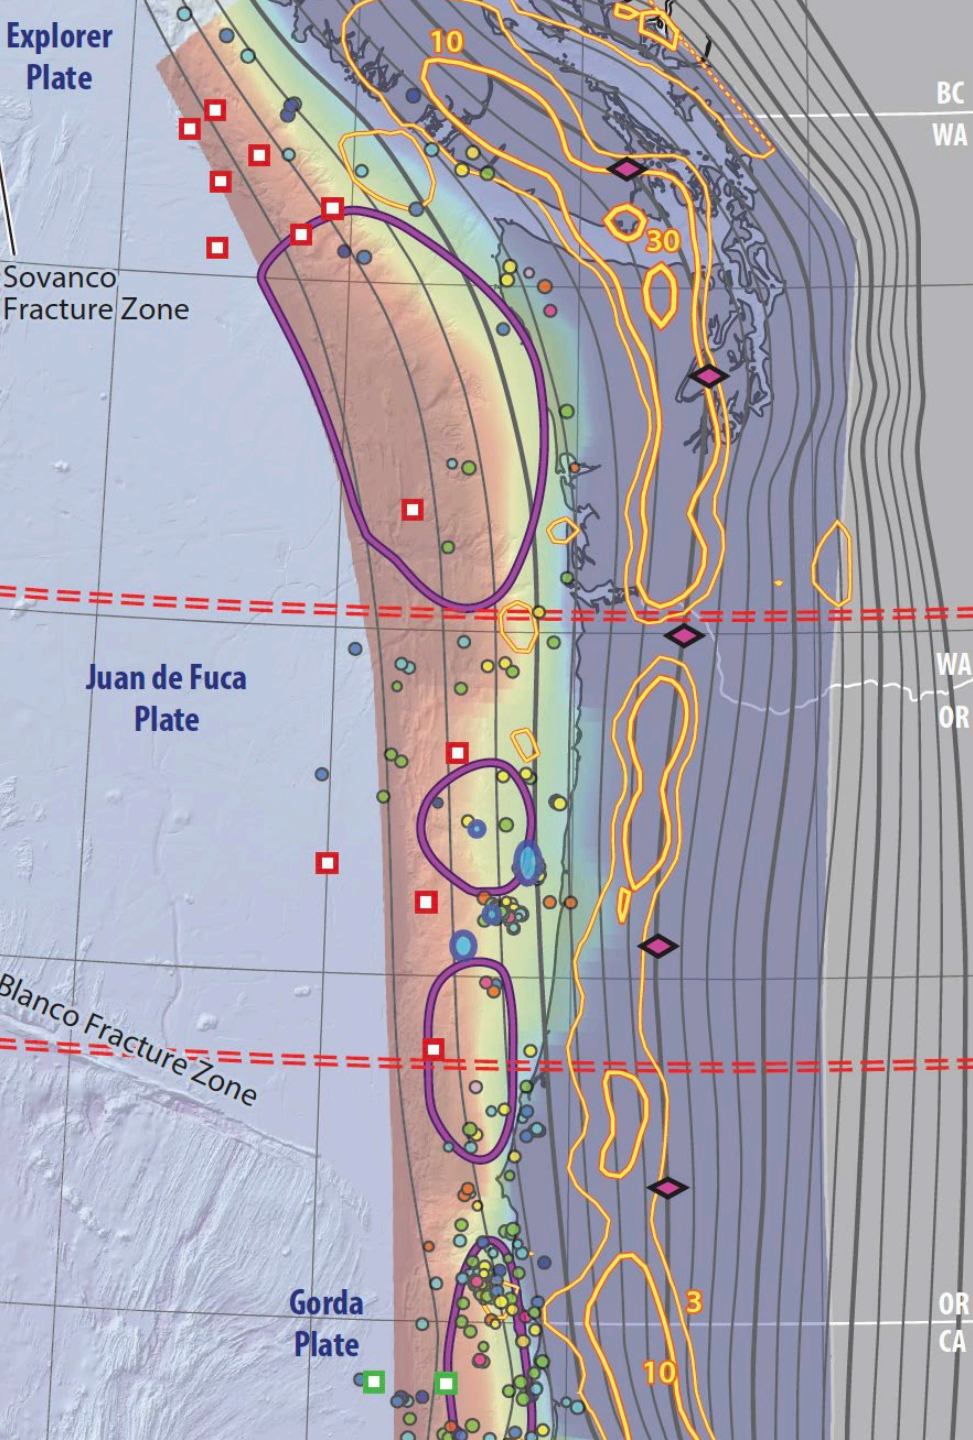 Explorer
Plate
10
BC
WA
30
Sovanco
Fracture Zone
Juan de Fuca
Plate
WA
OR
Blanco Fracture Zone
Gorda
Plate
3
OR
CA
10